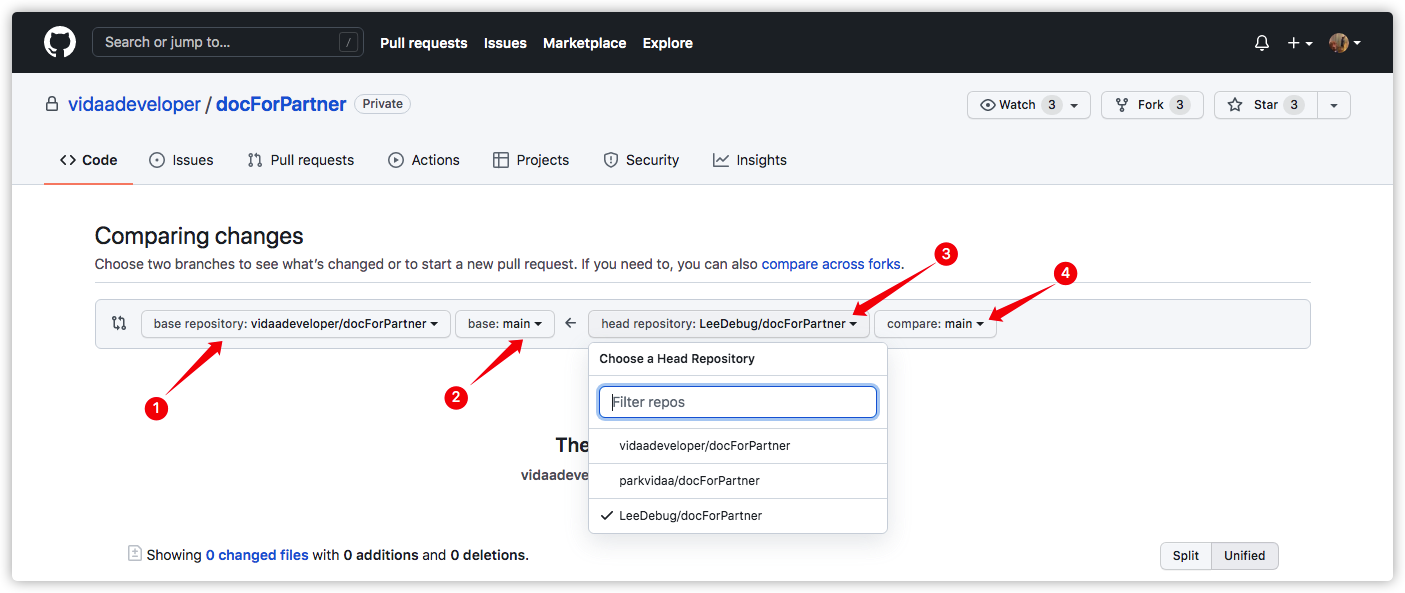 Search or jump to... / Pull requests Issues Marketplace Explore
vidaadeveloper / docForPartner Private Watch 3 Fork 3 Star 3
Code Issues Pull requests Actions Projects Security Insights
Comparing changes
Choose two branches to see what's changed or to start a new pull request. If you need to, you can also compare across forks.
3
4
base repository: vidaadeveloper/docForPartner base: main ← head repository: LeeDebug/docForPartner compare: main
Choose a Head Repository
1
2
Filter repos
The
vidaadeveloper/docForPartner
vidaadeve
parkvidaa/docForPartner
LeeDebug/docForPartner
Showing 0 changed files with 0 additions and 0 deletions. Split Unified